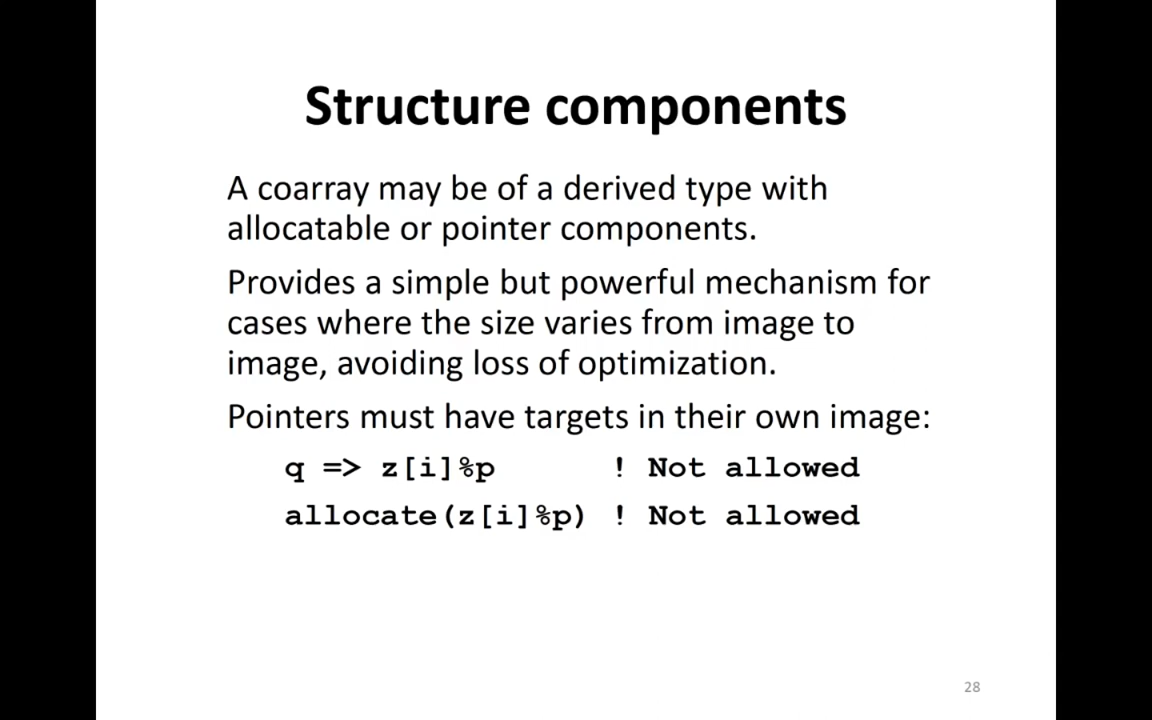 Structure components
A coarray may be of a derived type with
allocatable or pointer components.
Provides a simple but powerful mechanism for
cases where the size varies from image to
image, avoiding loss of optimization.
Pointers must have targets in their own image:
q => z[i]%p ! Not allowed
allocate(z[i]%p) ! Not allowed
28